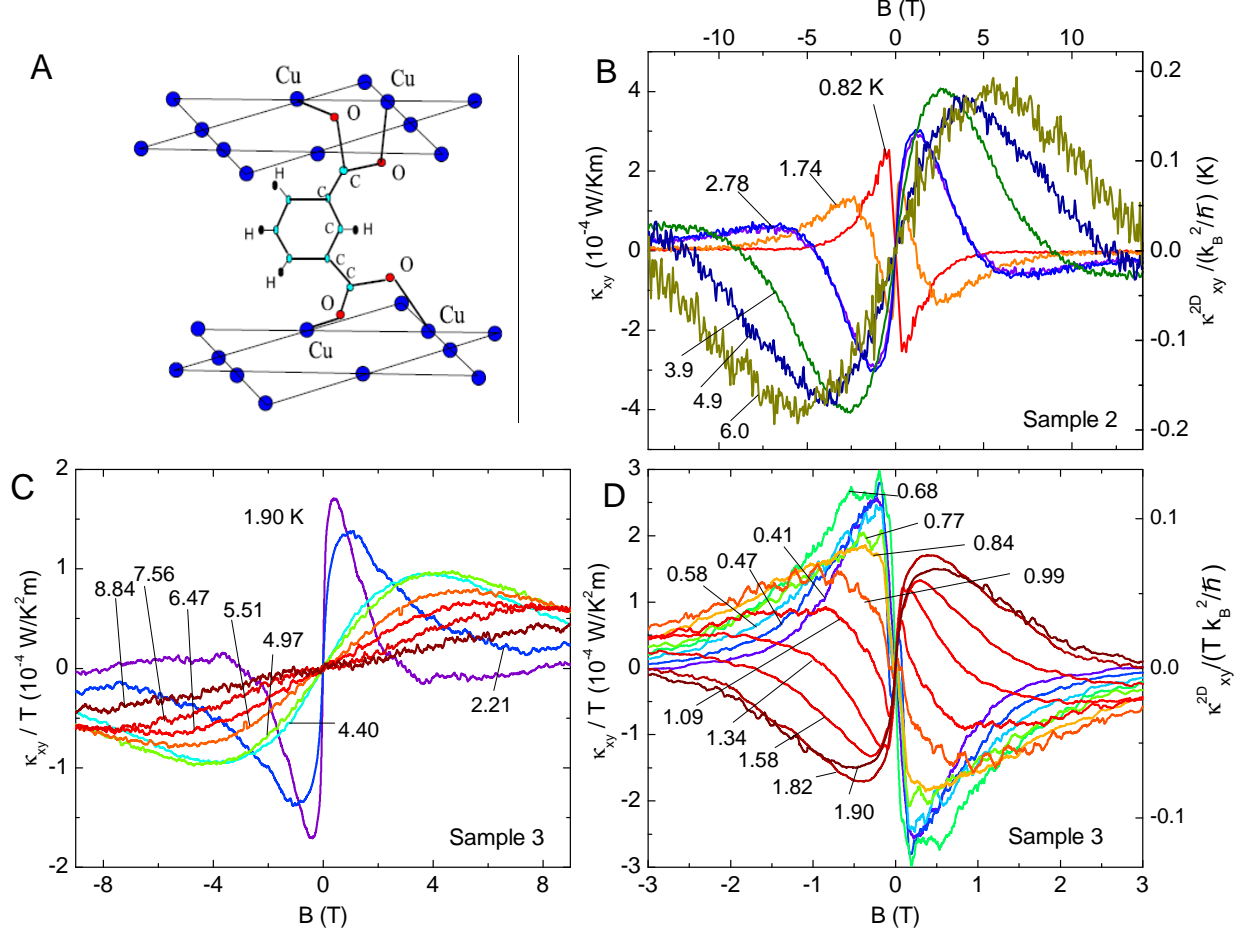 A
Cu
Cu
O
O
C
C
H
H
C
H
H
C
C
O
O
Cu
Cu
B (T)
-10 -5 0 5 10
B
κxy (10⁻⁴ W/Km)
4
2
0
-2
-4
0.82 K
1.74
2.78
3.9
4.9
6.0
Sample 2
0.2
0.1
0.0
-0.1
-0.2
κ²ᴰxy /(kB²/ℏ) (K)
C
κxy / T (10⁻⁴ W/K²m)
2
1
0
-1
-2
1.90 K
8.84
7.56
6.47
5.51
4.97
4.40
2.21
Sample 3
-8 -4 0 4 8
B (T)
D
κxy / T (10⁻⁴ W/K²m)
3
2
1
0
-1
-2
-3
0.68
0.77
0.41
0.84
0.47
0.58
0.99
1.09
1.34
1.58
1.82
1.90
Sample 3
0.1
0.0
-0.1
κ²ᴰxy/(T kB²/ℏ)
-3 -2 -1 0 1 2 3
B (T)